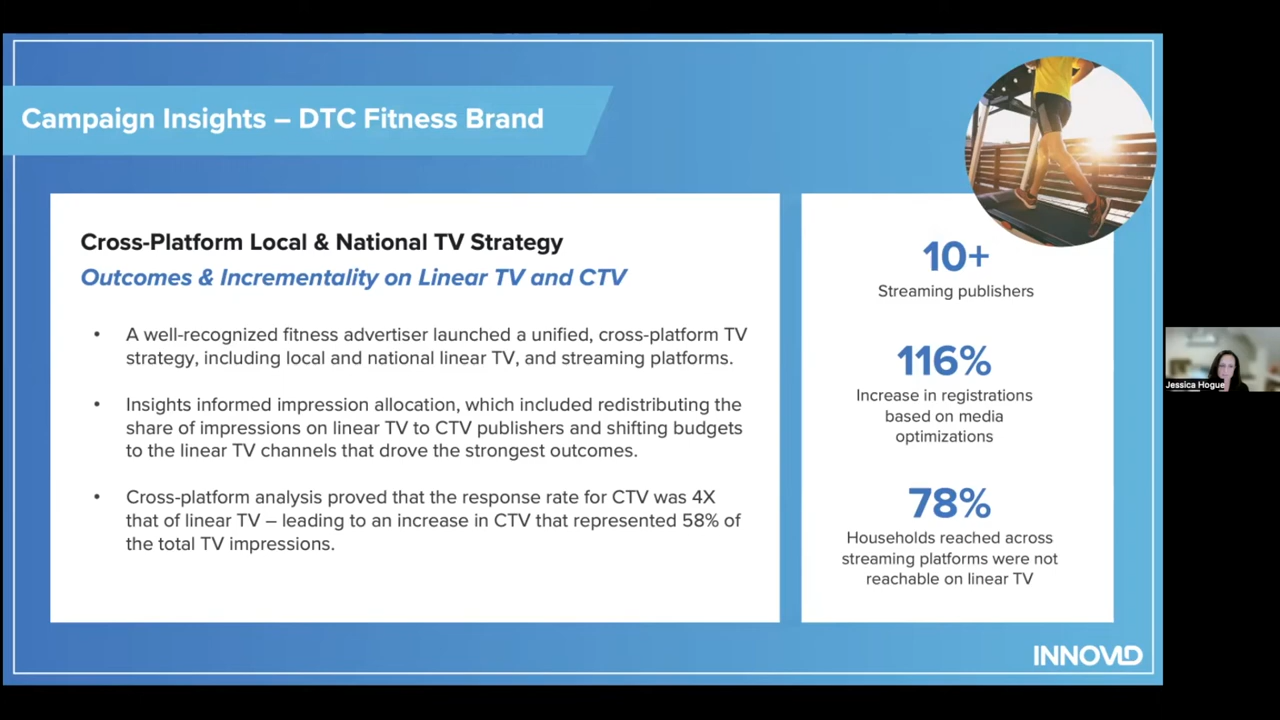 Campaign Insights – DTC Fitness Brand
Cross-Platform Local & National TV Strategy
Outcomes & Incrementality on Linear TV and CTV
• A well-recognized fitness advertiser launched a unified, cross-platform TV
strategy, including local and national linear TV, and streaming platforms.
• Insights informed impression allocation, which included redistributing the
share of impressions on linear TV to CTV publishers and shifting budgets
to the linear TV channels that drove the strongest outcomes.
• Cross-platform analysis proved that the response rate for CTV was 4X
that of linear TV – leading to an increase in CTV that represented 58% of
the total TV impressions.
10+
Streaming publishers
116%
Increase in registrations
based on media
optimizations
78%
Households reached across
streaming platforms were not
reachable on linear TV
INNOVID
Jessica Hogue